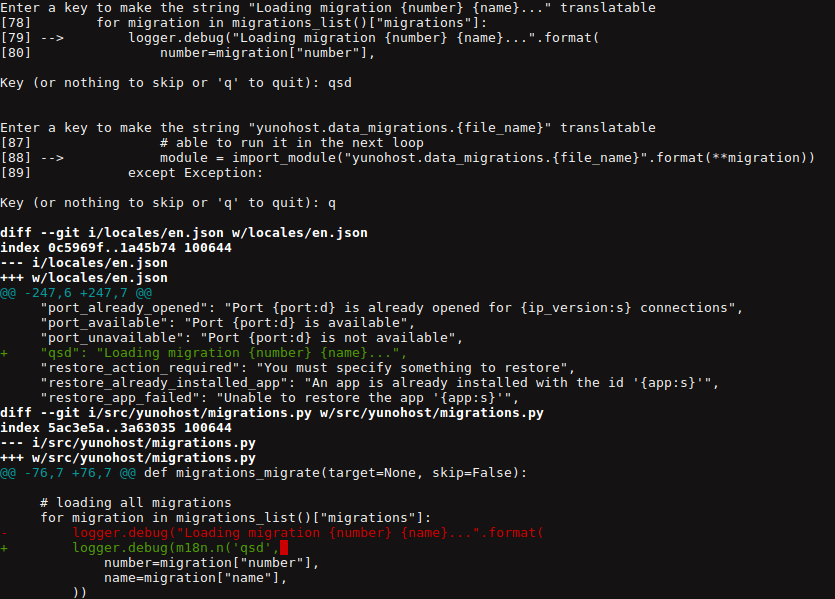 Enter a key to make the string "Loading migration {number} {name}..." translatable
[78]        for migration in migrations_list()["migrations"]:
[79] -->        logger.debug("Loading migration {number} {name}...".format(
[80]                number=migration["number"],
Key (or nothing to skip or 'q' to quit): qsd
Enter a key to make the string "yunohost.data_migrations.{file_name}" translatable
[87]                # able to run it in the next loop
[88] -->            module = import_module("yunohost.data_migrations.{file_name}".format(**migration))
[89]            except Exception:
Key (or nothing to skip or 'q' to quit): q
diff --git i/locales/en.json w/locales/en.json
index 0c5969f..1a45b74 100644
--- i/locales/en.json
+++ w/locales/en.json
@@ -247,6 +247,7 @@
     "port_already_opened": "Port {port:d} is already opened for {ip_version:s} connections",
     "port_available": "Port {port:d} is available",
     "port_unavailable": "Port {port:d} is not available",
+    "qsd": "Loading migration {number} {name}...",
     "restore_action_required": "You must specify something to restore",
     "restore_already_installed_app": "An app is already installed with the id '{app:s}'",
     "restore_app_failed": "Unable to restore the app '{app:s}'",
diff --git i/src/yunohost/migrations.py w/src/yunohost/migrations.py
index 5ac3e5a..3a63035 100644
--- i/src/yunohost/migrations.py
+++ w/src/yunohost/migrations.py
@@ -76,7 +76,7 @@ def migrations_migrate(target=None, skip=False):
     # loading all migrations
     for migration in migrations_list()["migrations"]:
-        logger.debug("Loading migration {number} {name}...".format(
+        logger.debug(m18n.n('qsd',
             number=migration["number"],
             name=migration["name"],
         ))